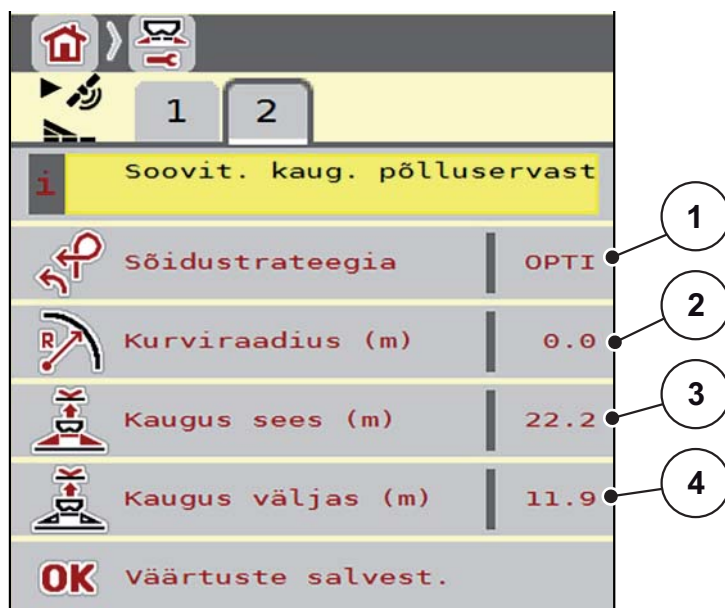 1 2
i Soovit. kaug. põlluservast
Sõidustrateegia OPTI 1
R Kurviraadius (m) 0.0 2
Kaugus sees (m) 22.2 3
Kaugus väljas (m) 11.9 4
OK Väärtuste salvest.